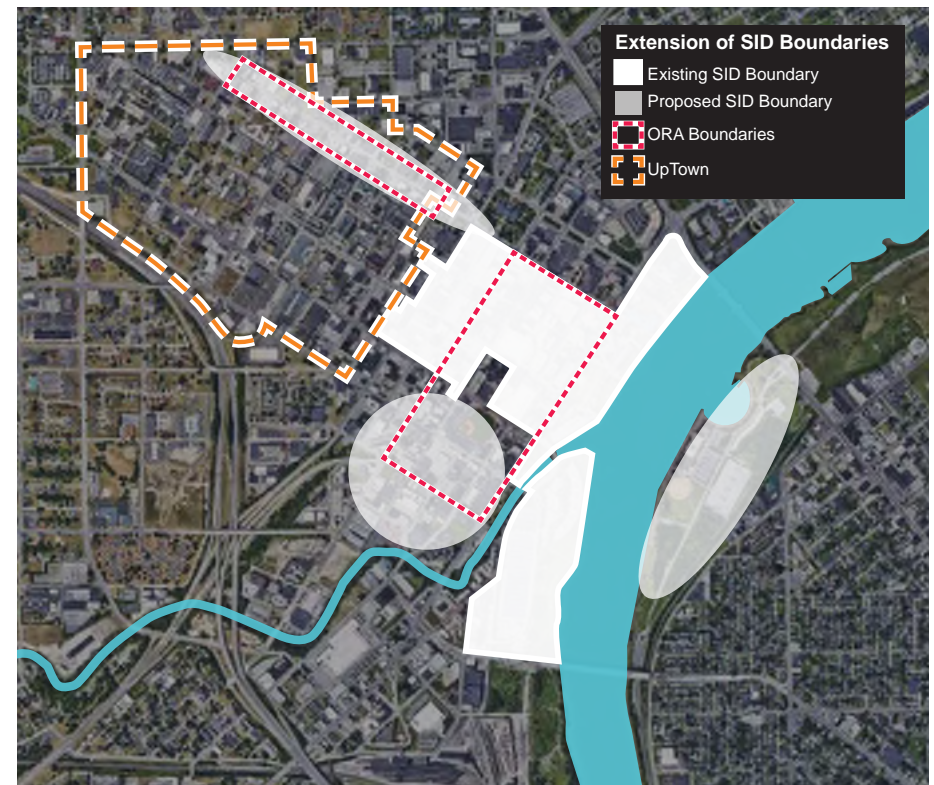 Extension of SID Boundaries
Existing SID Boundary
Proposed SID Boundary
ORA Boundaries
UpTown